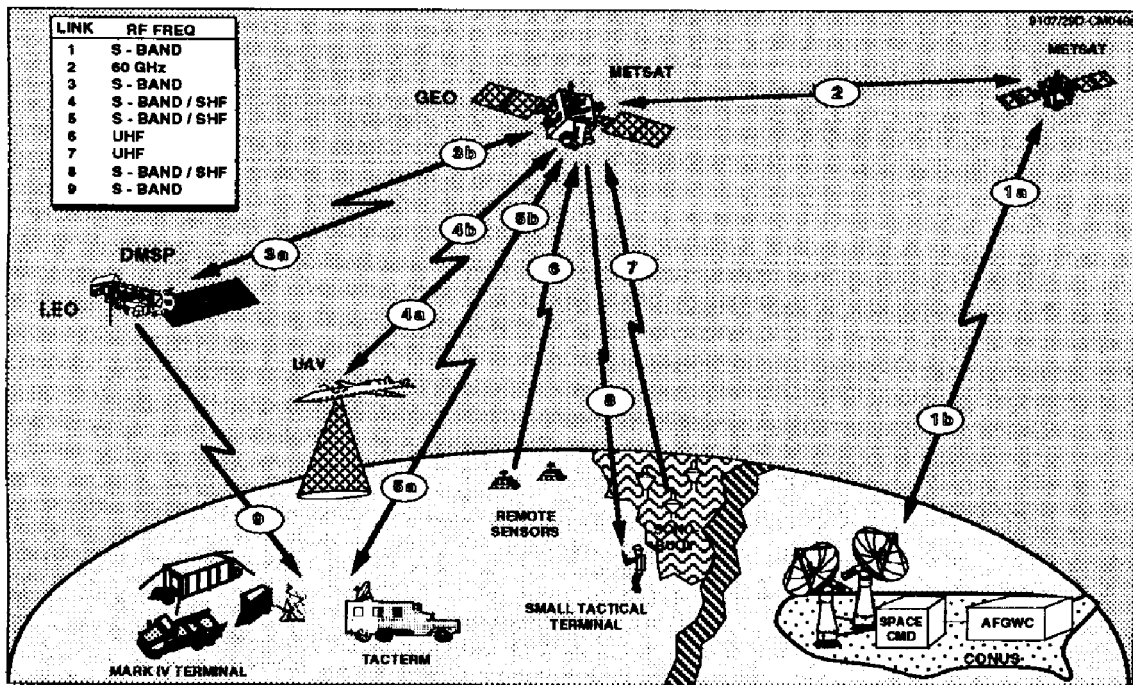 LINK RF FREQ
1 S - BAND
2 60 GHz
3 S - BAND
4 S - BAND / SHF
5 S - BAND / SHF
6 UHF
7 UHF
8 S - BAND / SHF
9 S - BAND
METSAT
GEO
METSAT
2
3b
1a
4b
5b
DMSP
3a
6
7
LEO
4a
UAV
8
1b
5a
9
REMOTE
SENSORS
SMALL TACTICAL
TERMINAL
SPACE
CMD
AFGWC
CONUS
TACTERM
MARK IV TERMINAL